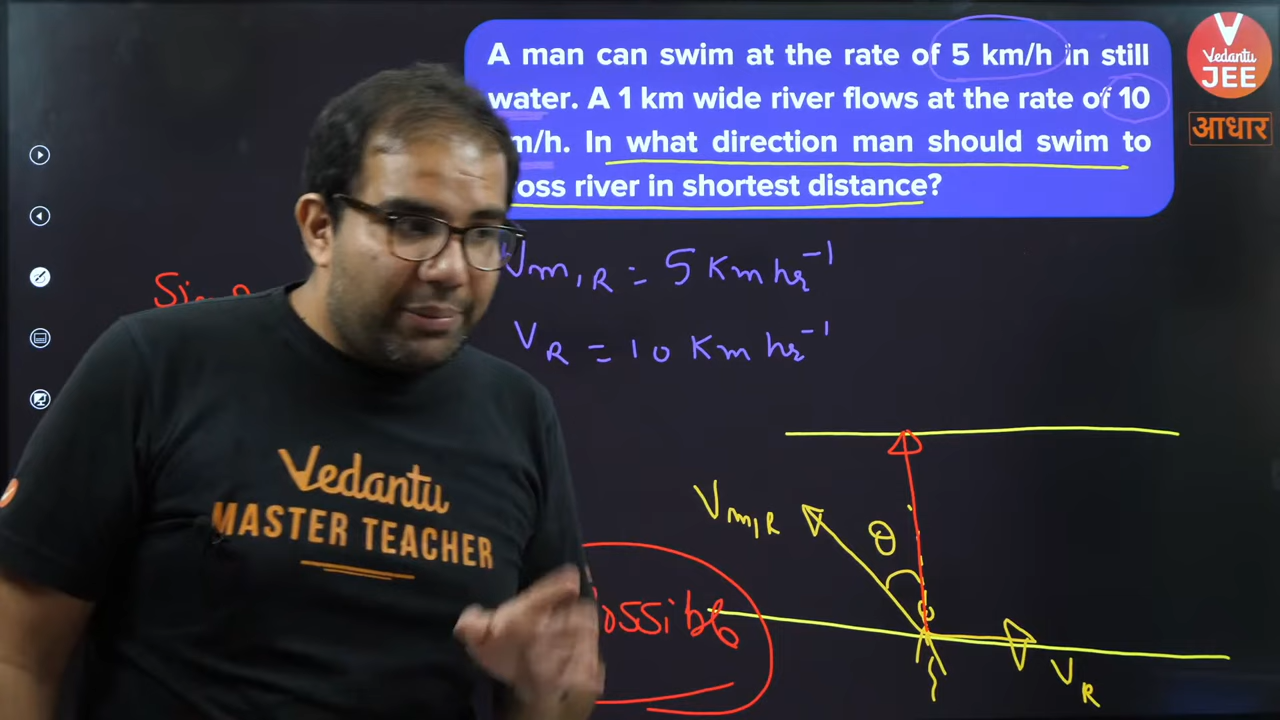 A man can swim at the rate of 5 km/h in still
water. A 1 km wide river flows at the rate of 10
m/h. In what direction man should swim to
oss river in shortest distance?
Vedantu
JEE
आधार
Vm,R = 5 Km hr⁻¹
VR = 10 Km hr⁻¹
Vm,R
θ
VR
Vedantu
MASTER TEACHER